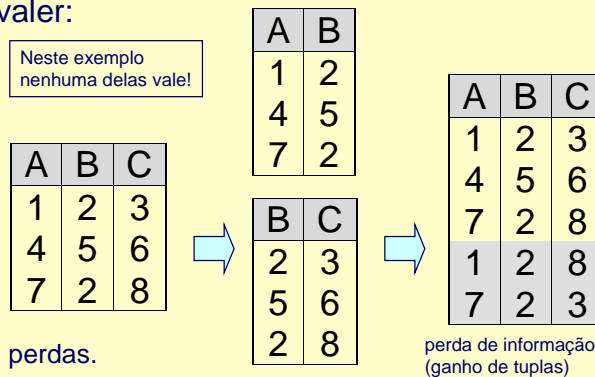 valer:
Neste exemplo
nenhuma delas vale!
A B C
1 2 3
4 5 6
7 2 8
A B
1 2
4 5
7 2
B C
2 3
5 6
2 8
A B C
1 2 3
4 5 6
7 2 8
1 2 8
7 2 3
perdas.
perda de informação
(ganho de tuplas)